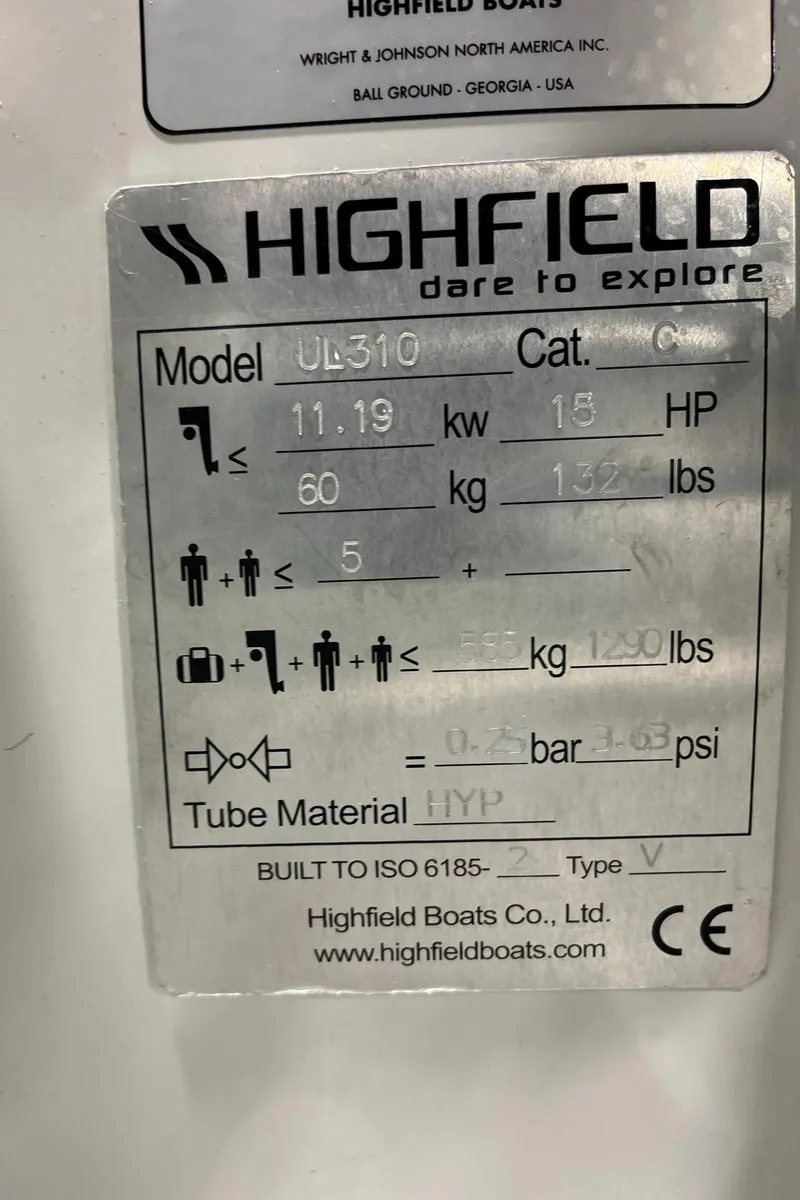 HIGHFIELD BOATS
WRIGHT & JOHNSON NORTH AMERICA INC.
BALL GROUND - GEORGIA - USA
HIGHFIELD
dare to explore
Model UL310 Cat. C
≤ 11.19 kw 15 HP
60 kg 132 lbs
+ ≤ 5 +
+ + + ≤ 585 kg 1290 lbs
= 0.25 bar 3.63 psi
Tube Material HYP
BUILT TO ISO 6185- 2 Type V
Highfield Boats Co., Ltd.
www.highfieldboats.com
CE